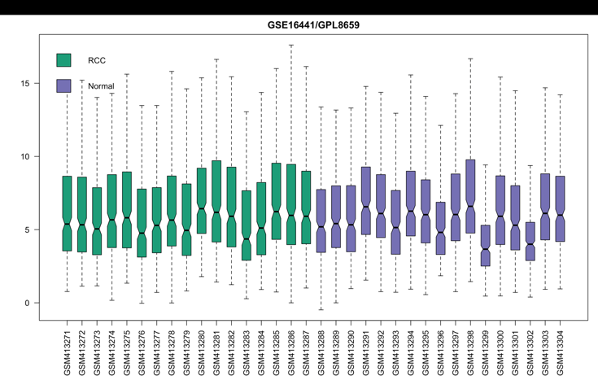 GSE16441/GPL8659
RCC
Normal
15
10
5
0
GSM413271
GSM413272
GSM413273
GSM413274
GSM413275
GSM413276
GSM413277
GSM413278
GSM413279
GSM413280
GSM413281
GSM413282
GSM413283
GSM413284
GSM413285
GSM413286
GSM413287
GSM413288
GSM413289
GSM413290
GSM413291
GSM413292
GSM413293
GSM413294
GSM413295
GSM413296
GSM413297
GSM413298
GSM413299
GSM413300
GSM413301
GSM413302
GSM413303
GSM413304